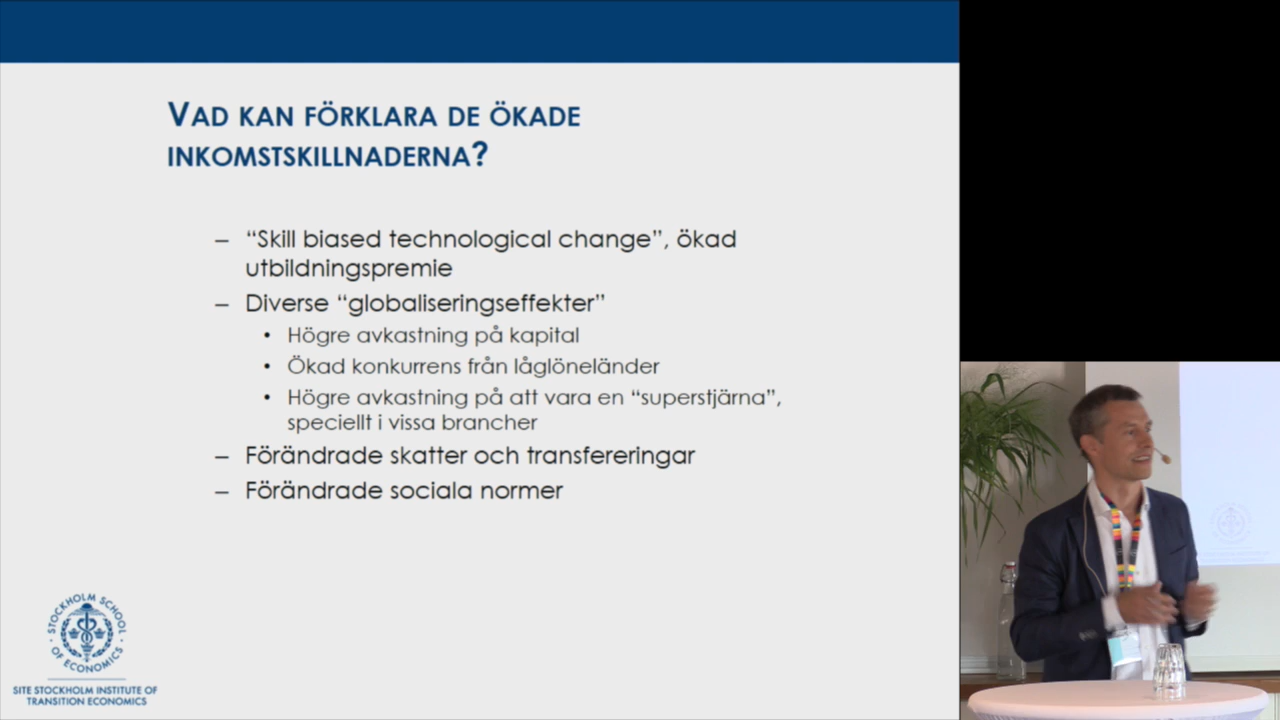 VAD KAN FÖRKLARA DE ÖKADE
INKOMSTSKILLNADERNA?
– “Skill biased technological change”, ökad
utbildningspremie
– Diverse “globaliseringseffekter”
• Högre avkastning på kapital
• Ökad konkurrens från låglöneländer
• Högre avkastning på att vara en “superstjärna”,
speciellt i vissa brancher
– Förändrade skatter och transfereringar
– Förändrade sociala normer
STOCKHOLM SCHOOL
OF ECONOMICS
SITE STOCKHOLM INSTITUTE OF
TRANSITION ECONOMICS